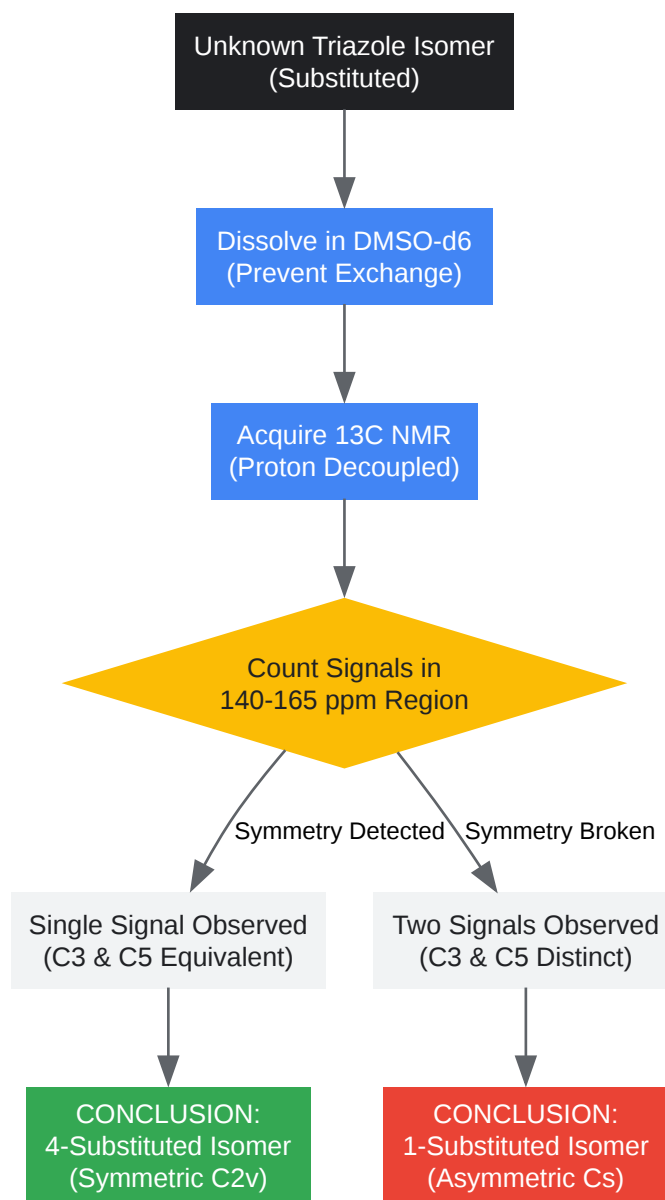 Unknown Triazole Isomer
(Substituted)
Dissolve in DMSO-d6
(Prevent Exchange)
Acquire 13C NMR
(Proton Decoupled)
Count Signals in
140-165 ppm Region
Symmetry Detected
Symmetry Broken
Single Signal Observed
(C3 & C5 Equivalent)
Two Signals Observed
(C3 & C5 Distinct)
CONCLUSION:
4-Substituted Isomer
(Symmetric C2v)
CONCLUSION:
1-Substituted Isomer
(Asymmetric Cs)